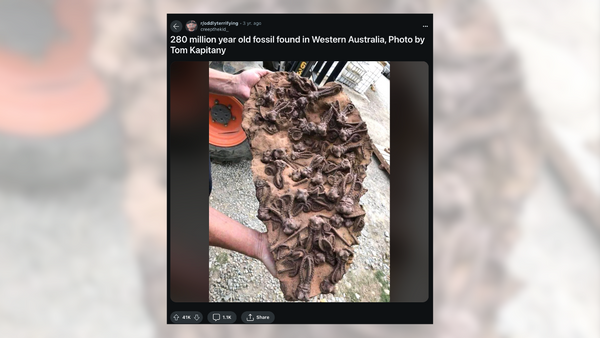 r/oddlyterrifying · 3 yr. ago
creepthekid_
280 million year old fossil found in Western Australia, Photo by
Tom Kapitany
41K
1.1K
Share